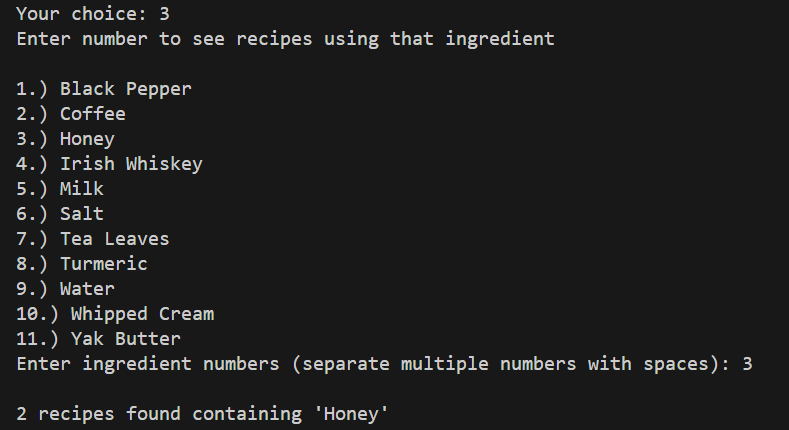 Your choice: 3
Enter number to see recipes using that ingredient
1.) Black Pepper
2.) Coffee
3.) Honey
4.) Irish Whiskey
5.) Milk
6.) Salt
7.) Tea Leaves
8.) Turmeric
9.) Water
10.) Whipped Cream
11.) Yak Butter
Enter ingredient numbers (separate multiple numbers with spaces): 3
2 recipes found containing 'Honey'